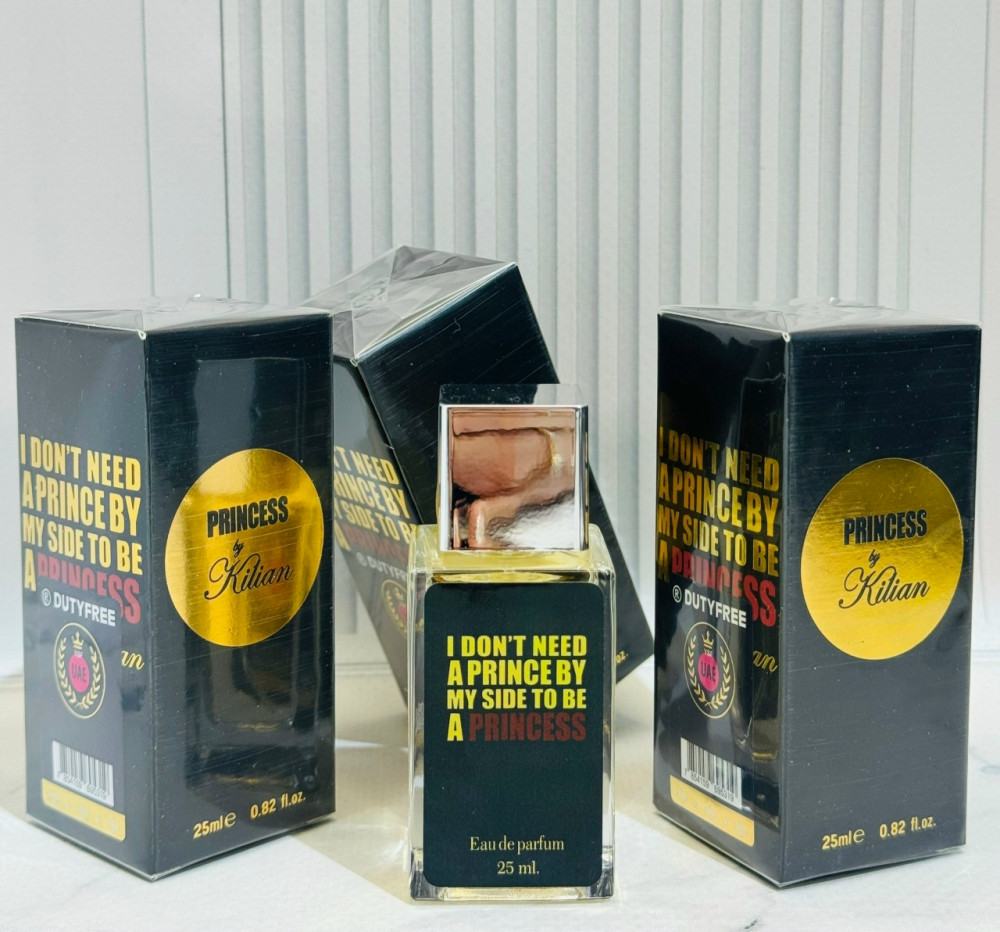 I DON'T NEED
A PRINCE BY
MY SIDE TO BE
A PRINCESS
® DUTYFREE
UAE
PRINCESS
by
Kilian
25ml e 0.82 fl.oz.
I DON'T NEED
A PRINCE BY
MY SIDE TO BE
A PRINCESS
Eau de parfum
25 ml.
I DON'T NEED
A PRINCE BY
MY SIDE TO BE
A PRINCESS
® DUTYFREE
UAE
PRINCESS
by
Kilian
25ml e 0.82 fl.oz.